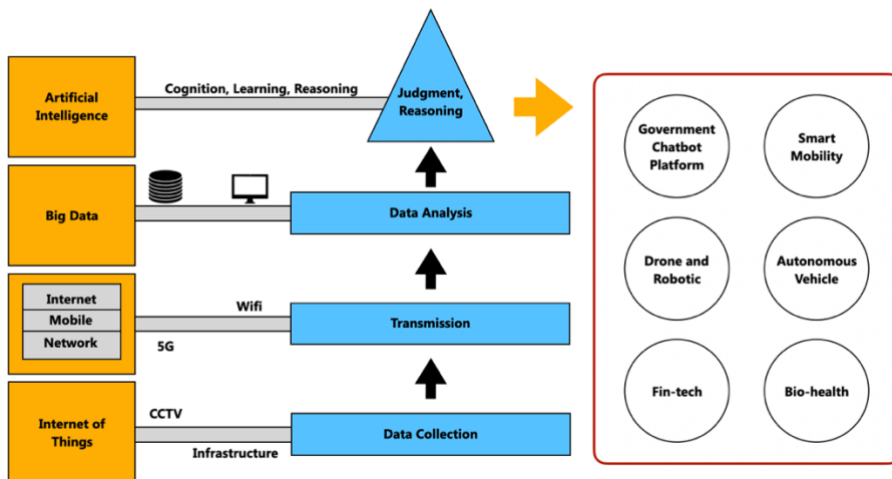 Artificial
Intelligence
Cognition, Learning, Reasoning
Judgment,
Reasoning
Big Data
Data Analysis
Internet
Mobile
Network
Wifi
5G
Transmission
Internet of
Things
CCTV
Infrastructure
Data Collection
Government
Chatbot
Platform
Smart
Mobility
Drone and
Robotic
Autonomous
Vehicle
Fin-tech
Bio-health